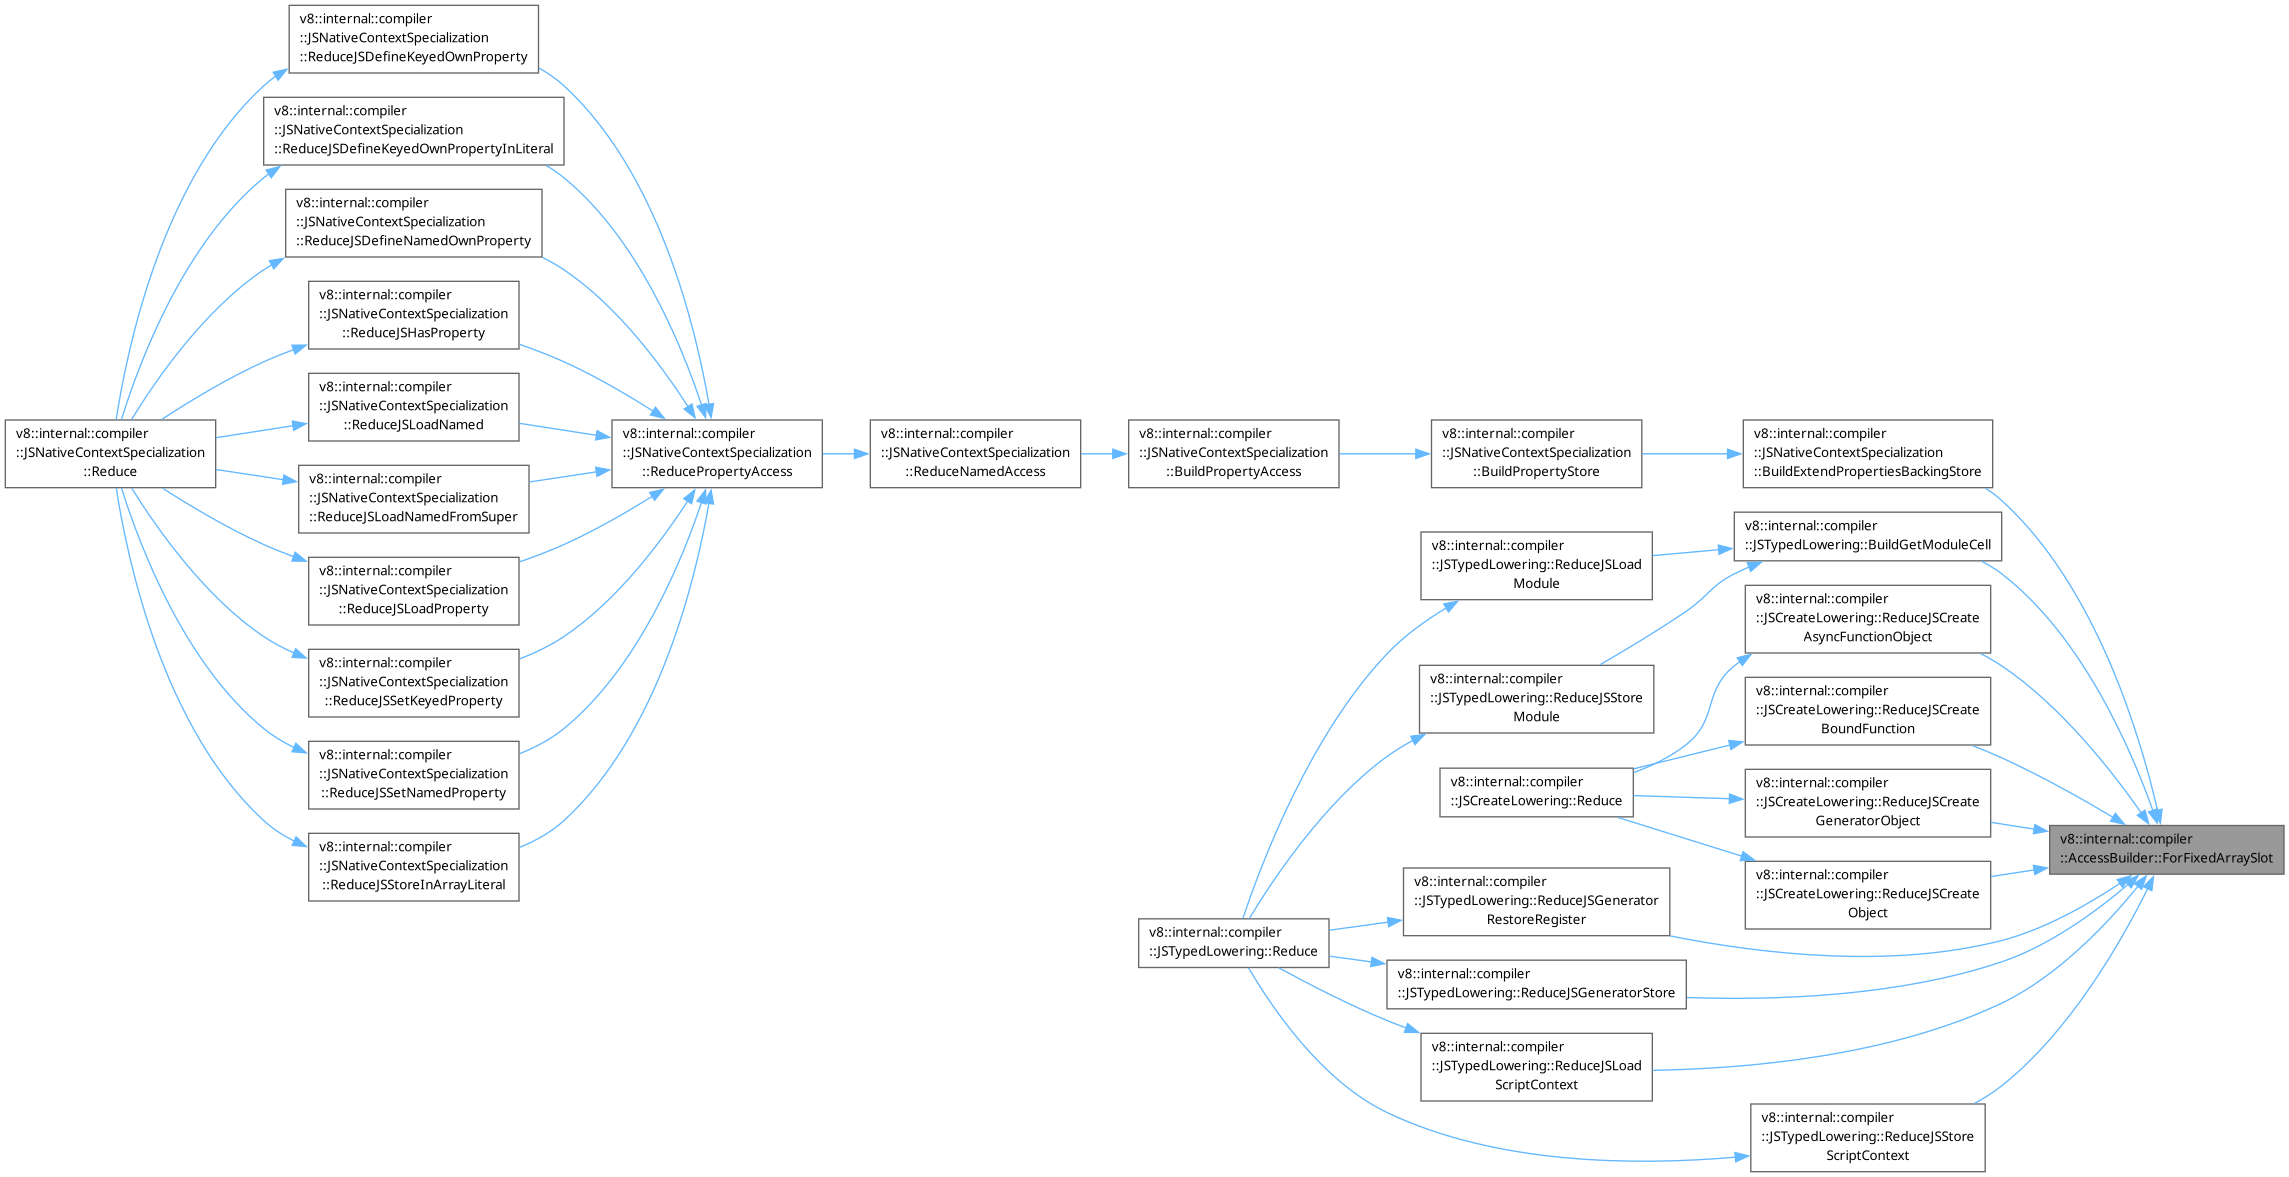 v8::internal::compiler
::JSNativeContextSpecialization
::ReduceJSDefineKeyedOwnProperty
v8::internal::compiler
::JSNativeContextSpecialization
::ReduceJSDefineKeyedOwnPropertyInLiteral
v8::internal::compiler
::JSNativeContextSpecialization
::ReduceJSDefineNamedOwnProperty
v8::internal::compiler
::JSNativeContextSpecialization
::ReduceJSHasProperty
v8::internal::compiler
::JSNativeContextSpecialization
::ReduceJSLoadNamed
v8::internal::compiler
::JSNativeContextSpecialization
::Reduce
v8::internal::compiler
::JSNativeContextSpecialization
::ReduceJSLoadNamedFromSuper
v8::internal::compiler
::JSNativeContextSpecialization
::ReduceJSLoadProperty
v8::internal::compiler
::JSNativeContextSpecialization
::ReduceJSSetKeyedProperty
v8::internal::compiler
::JSNativeContextSpecialization
::ReduceJSSetNamedProperty
v8::internal::compiler
::JSNativeContextSpecialization
::ReduceJSStoreInArrayLiteral
v8::internal::compiler
::JSNativeContextSpecialization
::ReducePropertyAccess
v8::internal::compiler
::JSNativeContextSpecialization
::ReduceNamedAccess
v8::internal::compiler
::JSNativeContextSpecialization
::BuildPropertyAccess
v8::internal::compiler
::JSNativeContextSpecialization
::BuildPropertyStore
v8::internal::compiler
::JSNativeContextSpecialization
::BuildExtendPropertiesBackingStore
v8::internal::compiler
::JSTypedLowering::ReduceJSLoad
Module
v8::internal::compiler
::JSTypedLowering::BuildGetModuleCell
v8::internal::compiler
::JSCreateLowering::ReduceJSCreate
AsyncFunctionObject
v8::internal::compiler
::JSTypedLowering::ReduceJSStore
Module
v8::internal::compiler
::JSCreateLowering::ReduceJSCreate
BoundFunction
v8::internal::compiler
::JSCreateLowering::Reduce
v8::internal::compiler
::JSCreateLowering::ReduceJSCreate
GeneratorObject
v8::internal::compiler
::AccessBuilder::ForFixedArraySlot
v8::internal::compiler
::JSCreateLowering::ReduceJSCreate
Object
v8::internal::compiler
::JSTypedLowering::ReduceJSGenerator
RestoreRegister
v8::internal::compiler
::JSTypedLowering::Reduce
v8::internal::compiler
::JSTypedLowering::ReduceJSGeneratorStore
v8::internal::compiler
::JSTypedLowering::ReduceJSLoad
ScriptContext
v8::internal::compiler
::JSTypedLowering::ReduceJSStore
ScriptContext